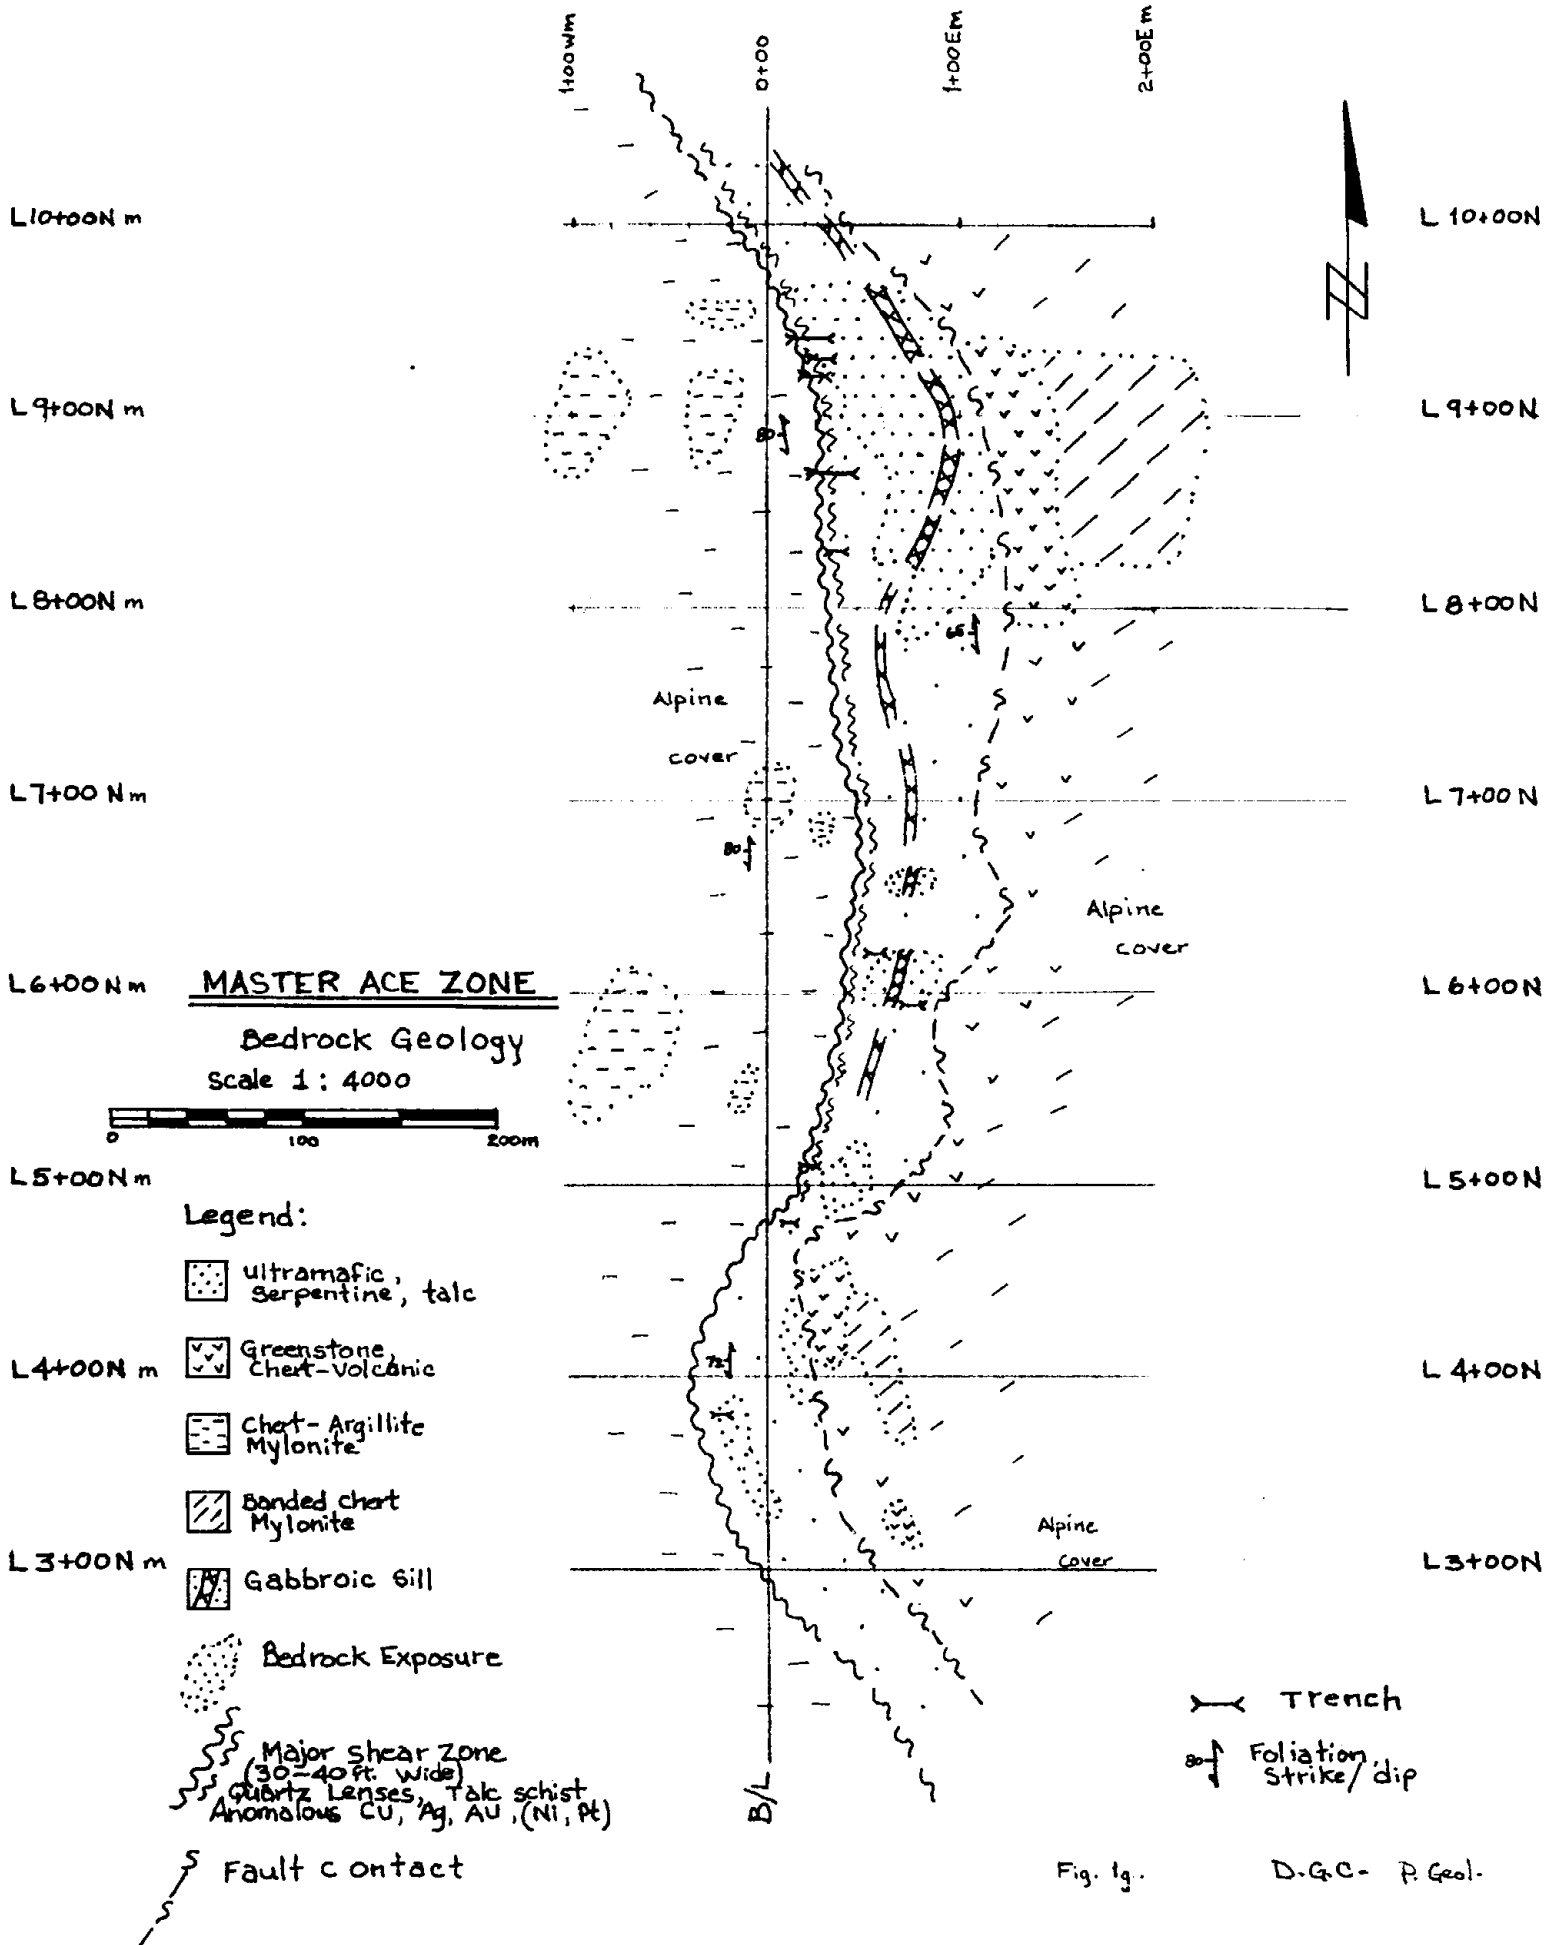 1+00Wm
0+00
1+00Em
2+00Em
L10+00N m
L 10+00N
N
L9+00N m
L9+00N
80
L8+00N m
L8+00N
65
Alpine
cover
L7+00 Nm
L7+00N
80
Alpine
cover
L6+00N m
MASTER ACE ZONE
L6+00N
Bedrock Geology
Scale 1 : 4000
0
100
200m
L5+00N m
L5+00N
Legend:
Ultramafic,
Serpentine, talc
Greenstone,
Chert-Volcanic
L4+00N m
72
L4+00N
Chert-Argillite
Mylonite
Banded Chert
Mylonite
Alpine
Cover
L3+00N m
L3+00N
Gabbroic Sill
Bedrock Exposure
Major Shear Zone
(30-40ft. Wide)
Quartz Lenses, Talc schist
Anomalous Cu, Ag, Au, (Ni, Pt)
B/L
Trench
80
Foliation,
Strike/dip
Fault contact
Fig. 1g.
D.G.C- P. Geol.